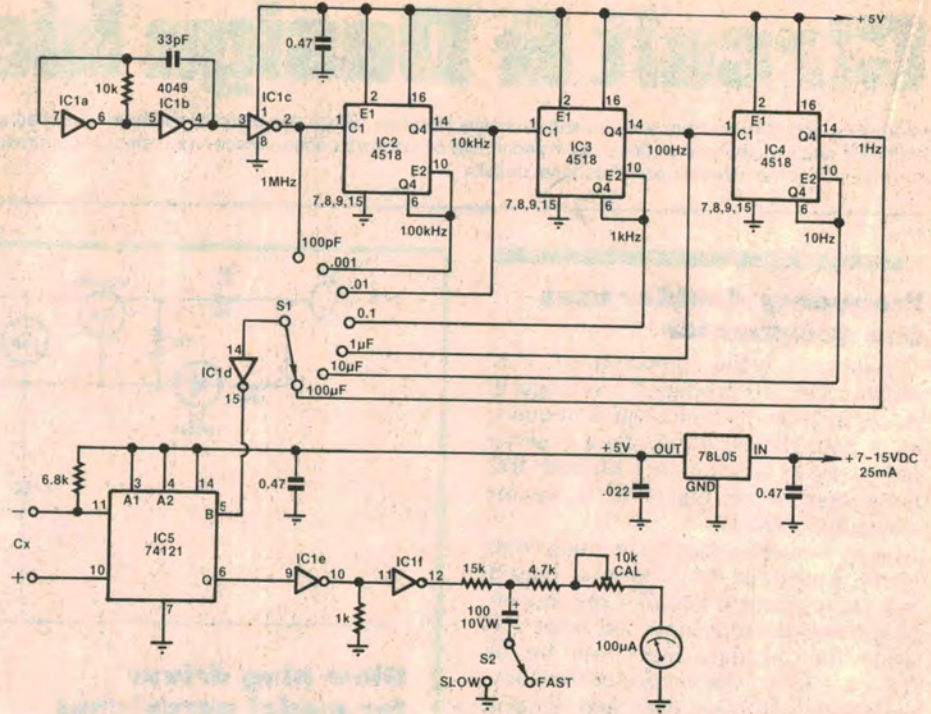 +5V
33pF
0.47
10k
4049
IC1a
IC1b
IC1c
7
6
5
4
3
1
2
8
2
16
2
16
2
16
1
C1
E1
Q4
14
10kHz
IC2
4518
E2
10
Q4
6
7,8,9,15
100kHz
1
C1
E1
Q4
14
100Hz
IC3
4518
E2
10
Q4
6
7,8,9,15
1kHz
1
C1
E1
Q4
14
1Hz
IC4
4518
E2
10
Q4
6
7,8,9,15
10Hz
1MHz
100pF
.001
.01
0.1
1µF
10µF
100µF
S1
14
IC1d
15
6.8k
3
4
14
A1
A2
11
B
5
IC5
74121
10
Q
6
7
−
Cx
+
0.47
+5V
OUT
78L05
IN
GND
.022
0.47
+7-15VDC
25mA
9
IC1e
10
11
IC1f
12
1k
15k
4.7k
10k
CAL
100
10VW
+
S2
SLOW
FAST
100µA